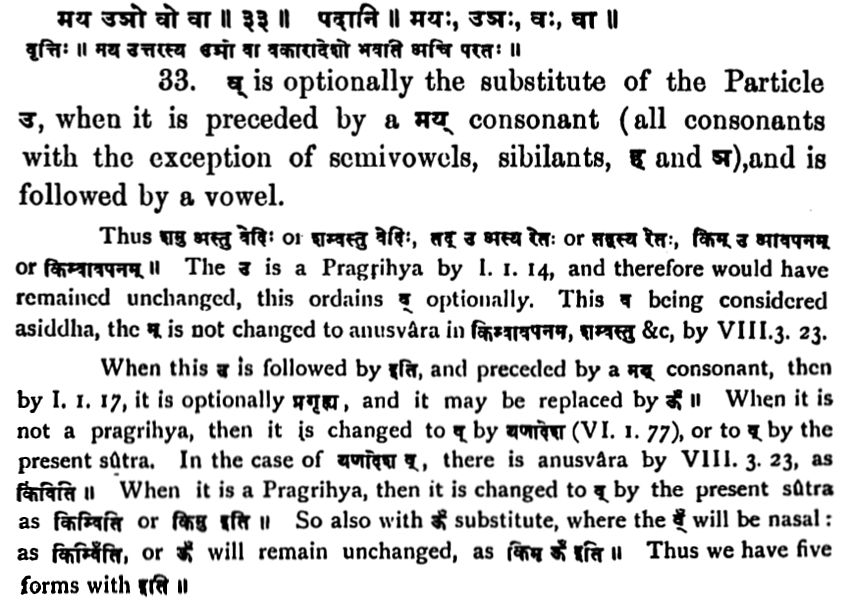 मय उञो वो वा ॥ ३३ ॥ पदानि ॥ मयः, उञः, वः, वा ॥
वृत्तिः ॥ मय उत्तरस्य उञो वा वकारादेशो भवति अचि परतः ॥
33. व् is optionally the substitute of the Particle
उ, when it is preceded by a मय् consonant (all consonants
with the exception of semivowels, sibilants, ह and ञ),and is
followed by a vowel.
Thus शमु अस्तु वेदिः or शम्वस्तु वेदिः, तद् उ अस्य रेतः or तद्वस्य रेतः, किम् उ आवपनम्
or किम्वावपनम् ॥ The उ is a Pragṛihya by I. 1. 14, and therefore would have
remained unchanged, this ordains व् optionally. This व being considered
asiddha, the म् is not changed to anusvâra in किम्वावपनम, शम्वस्तु &c, by VIII.3. 23.
When this उ is followed by इति, and preceded by a मय् consonant, then
by I. 1. 17, it is optionally प्रगृह्य, and it may be replaced by ऊँ ॥ When it is
not a pragrihya, then it is changed to व् by यणादेश (VI. 1. 77), or to व् by the
present sûtra. In the case of यणादेश व्, there is anusvâra by VIII. 3. 23, as
किंविति ॥ When it is a Pragrihya, then it is changed to व् by the present sûtra
as किम्विति or किमु इति ॥ So also with ऊँ substitute, where the वँ will be nasal :
as किम्विँति, or ऊँ will remain unchanged, as किम ऊँ इति ॥ Thus we have five
forms with इति ॥